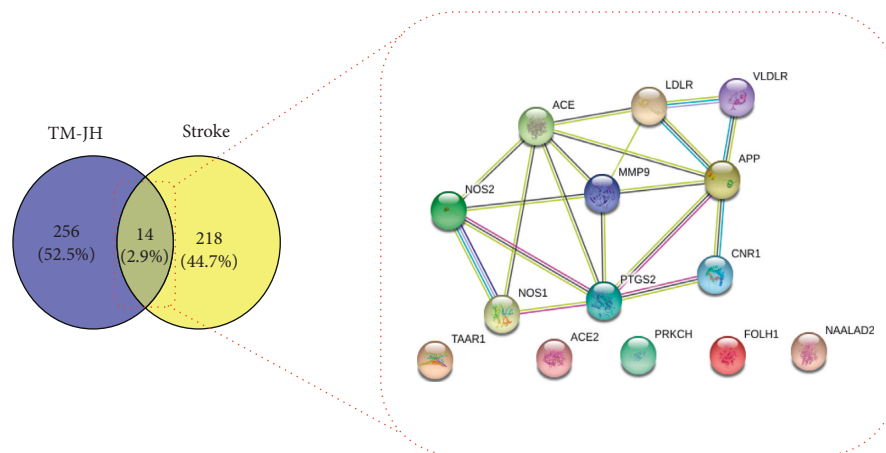 TM-JH
Stroke
256
(52.5%)
14
(2.9%)
218
(44.7%)
LDLR
VLDLR
ACE
MMP9
APP
NOS2
CNR1
PTGS2
NOS1
TAAR1
ACE2
PRKCH
FOLH1
NAALAD2